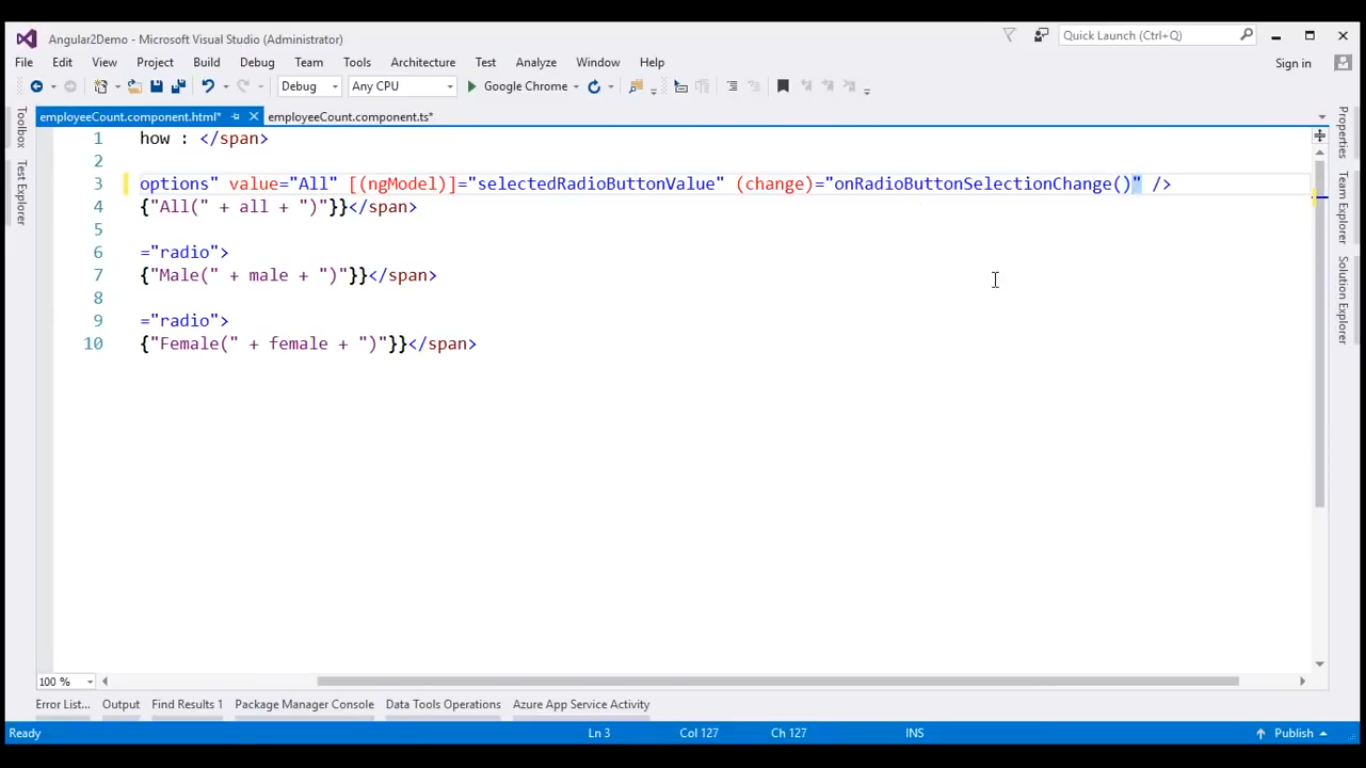 Angular2Demo - Microsoft Visual Studio (Administrator)
Quick Launch (Ctrl+Q)
File Edit View Project Build Debug Team Tools Architecture Test Analyze Window Help
Sign in
Debug Any CPU Google Chrome
employeeCount.component.html* employeeCount.component.ts*
Toolbox
Test Explorer
1 how : </span>
2
3 options" value="All" [(ngModel)]="selectedRadioButtonValue" (change)="onRadioButtonSelectionChange()" />
4 {"All(" + all + ")"}}</span>
5
6 ="radio">
7 {"Male(" + male + ")"}}</span>
8
9 ="radio">
10 {"Female(" + female + ")"}}</span>
Properties
Team Explorer
Solution Explorer
100 %
Error List... Output Find Results 1 Package Manager Console Data Tools Operations Azure App Service Activity
Ready Ln 3 Col 127 Ch 127 INS Publish